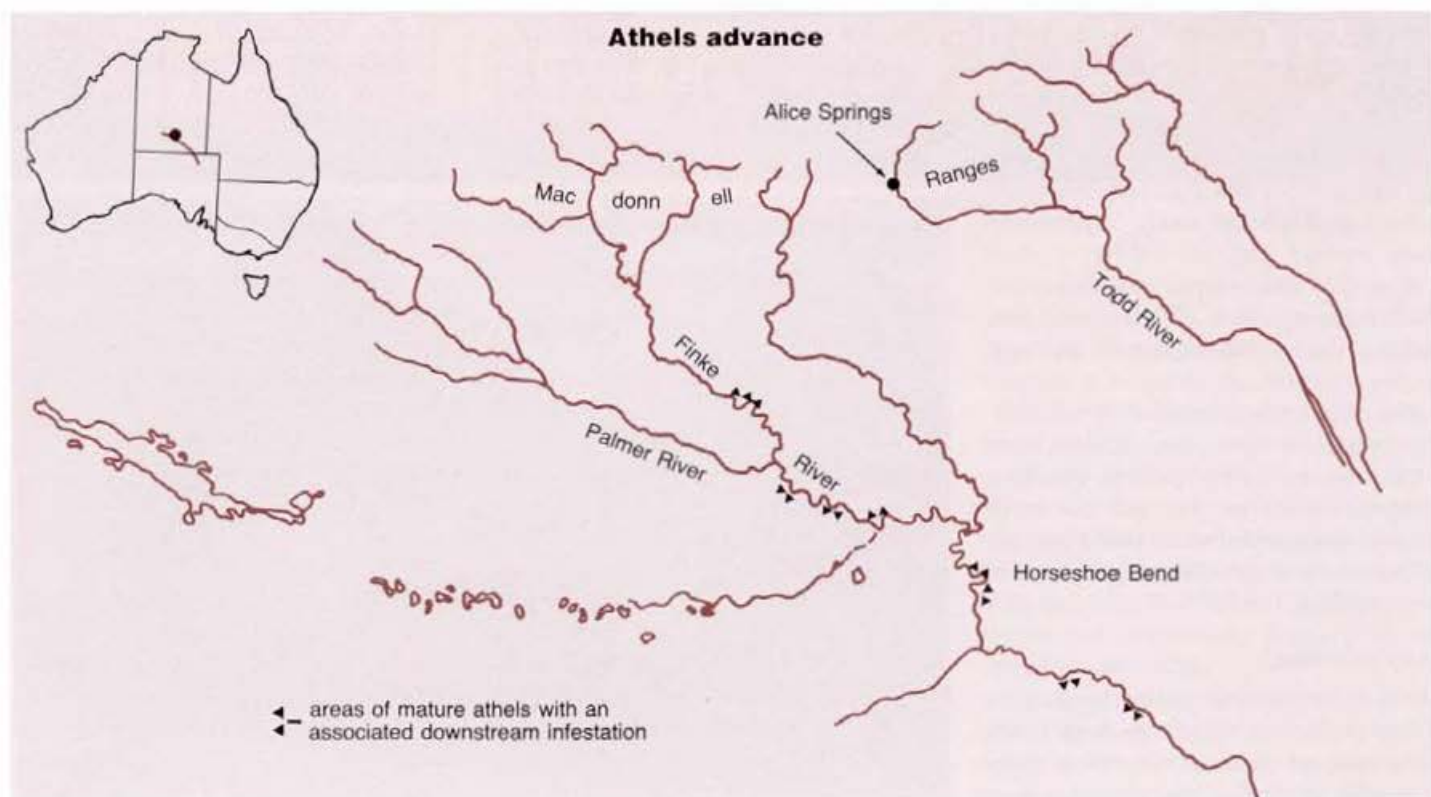 Athels advance
Alice Springs
Mac donn ell Ranges
Finke River
Palmer River
Todd River
Horseshoe Bend
areas of mature athels with an
associated downstream infestation